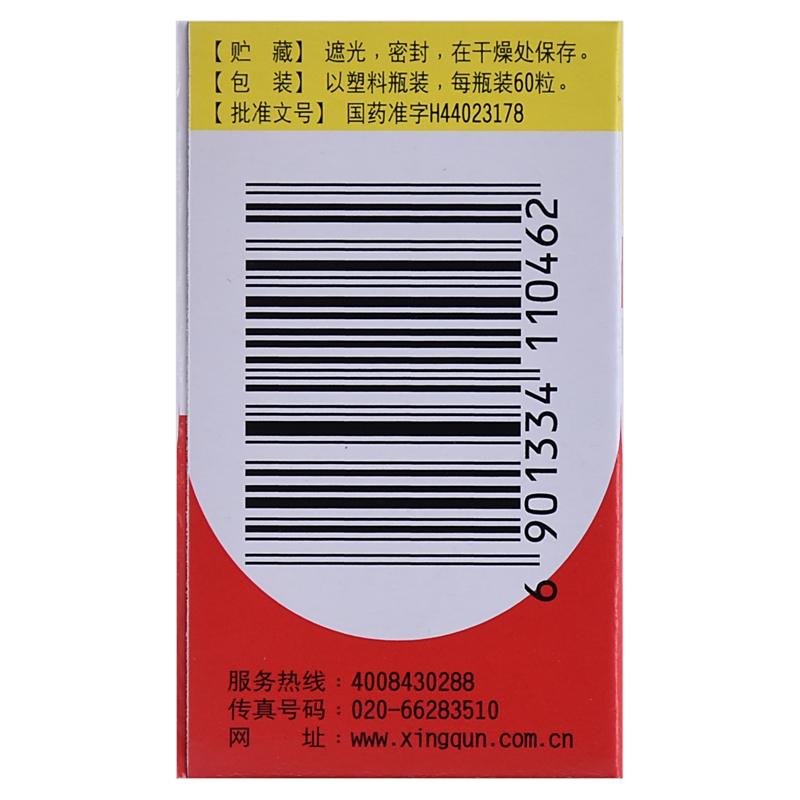 【贮　藏】 遮光，密封，在干燥处保存。
【包　装】 以塑料瓶装，每瓶装60粒。
【批准文号】 国药准字H44023178
6 901334 110462
服务热线：4008430288
传真号码：020-66283510
网　　址：www.xingqun.com.cn